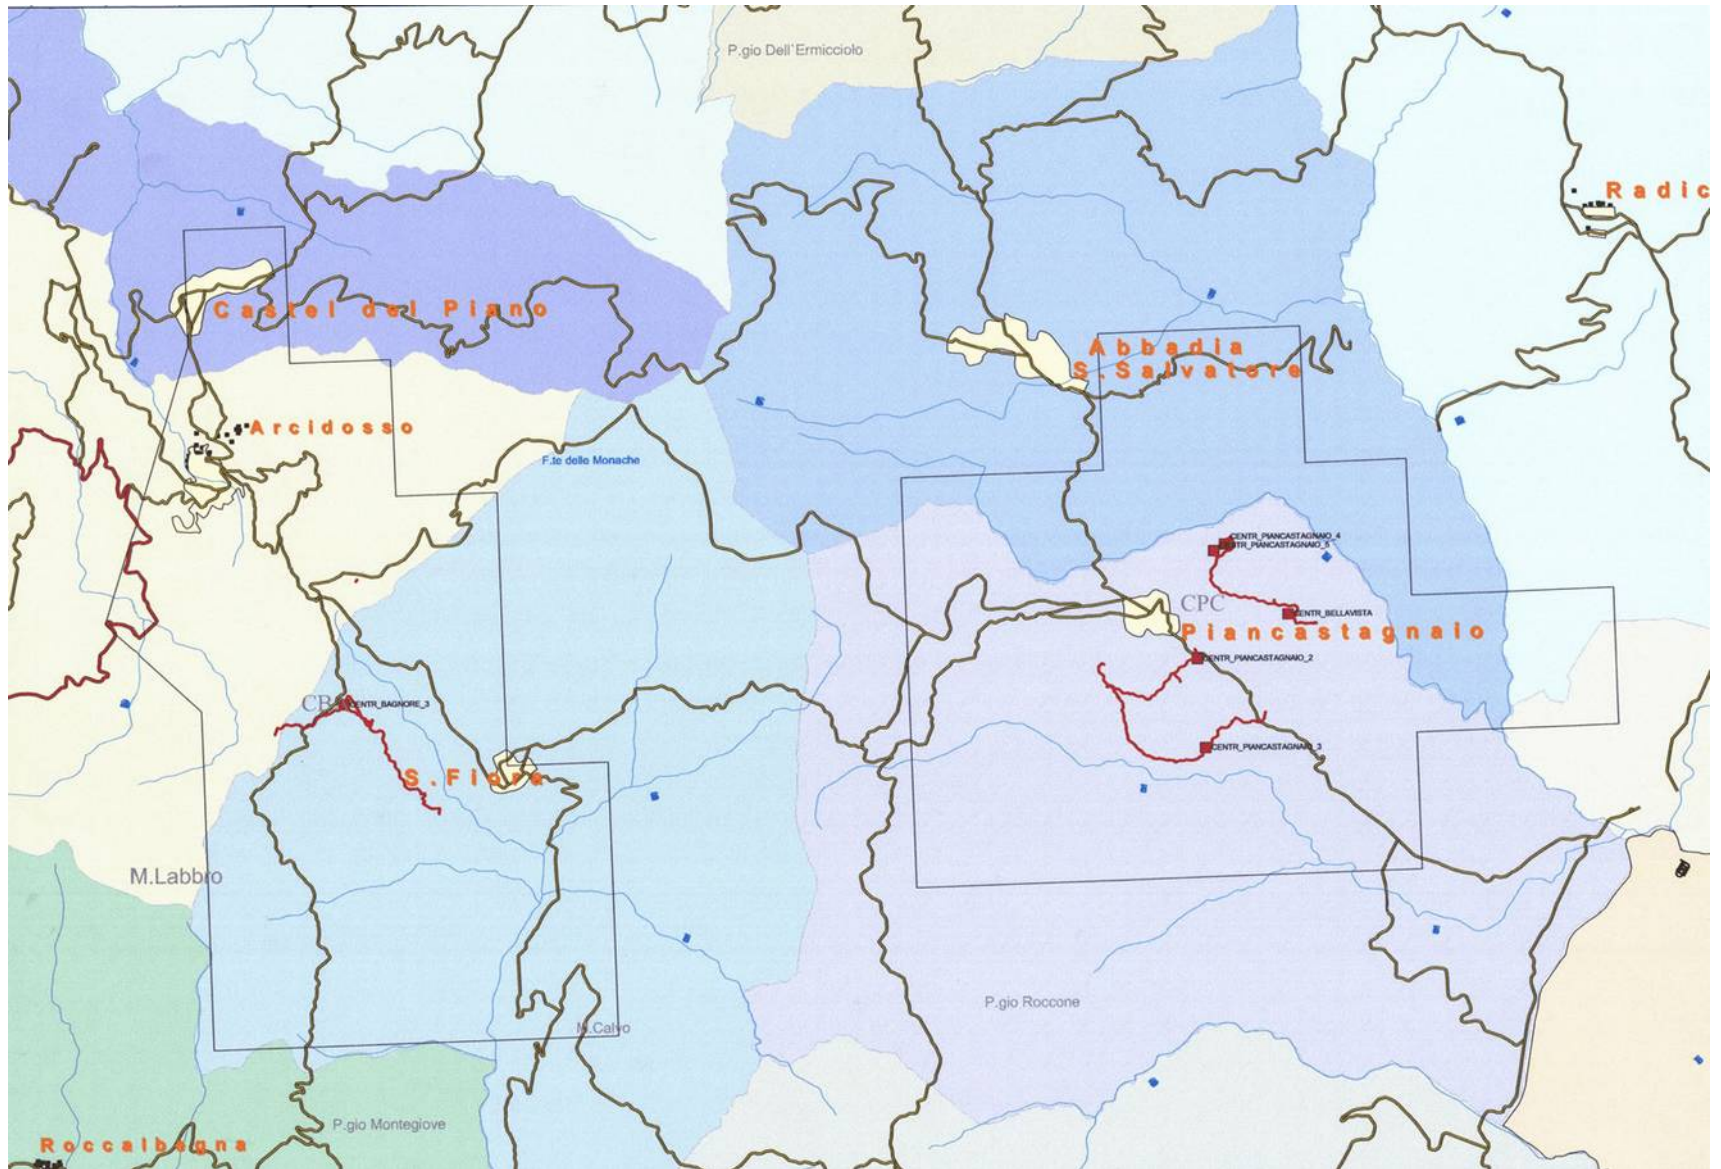 P.gio Dell'Ermicciolo
Radic
Castel del Piano
Abbadia
S.Salvatore
Arcidosso
F.te delle Monache
CENTR_PIANCASTAGNAIO_4
CENTR_PIANCASTAGNAIO_5
CPC
CENTR_BELLAVISTA
Piancastagnaio
CENTR_PIANCASTAGNAIO_2
CENTR_BAGNORE_3
CENTR_PIANCASTAGNAIO_3
S.Fiora
M.Labbro
P.gio Roccone
M.Calvo
P.gio Montegiove
Roccalbegna